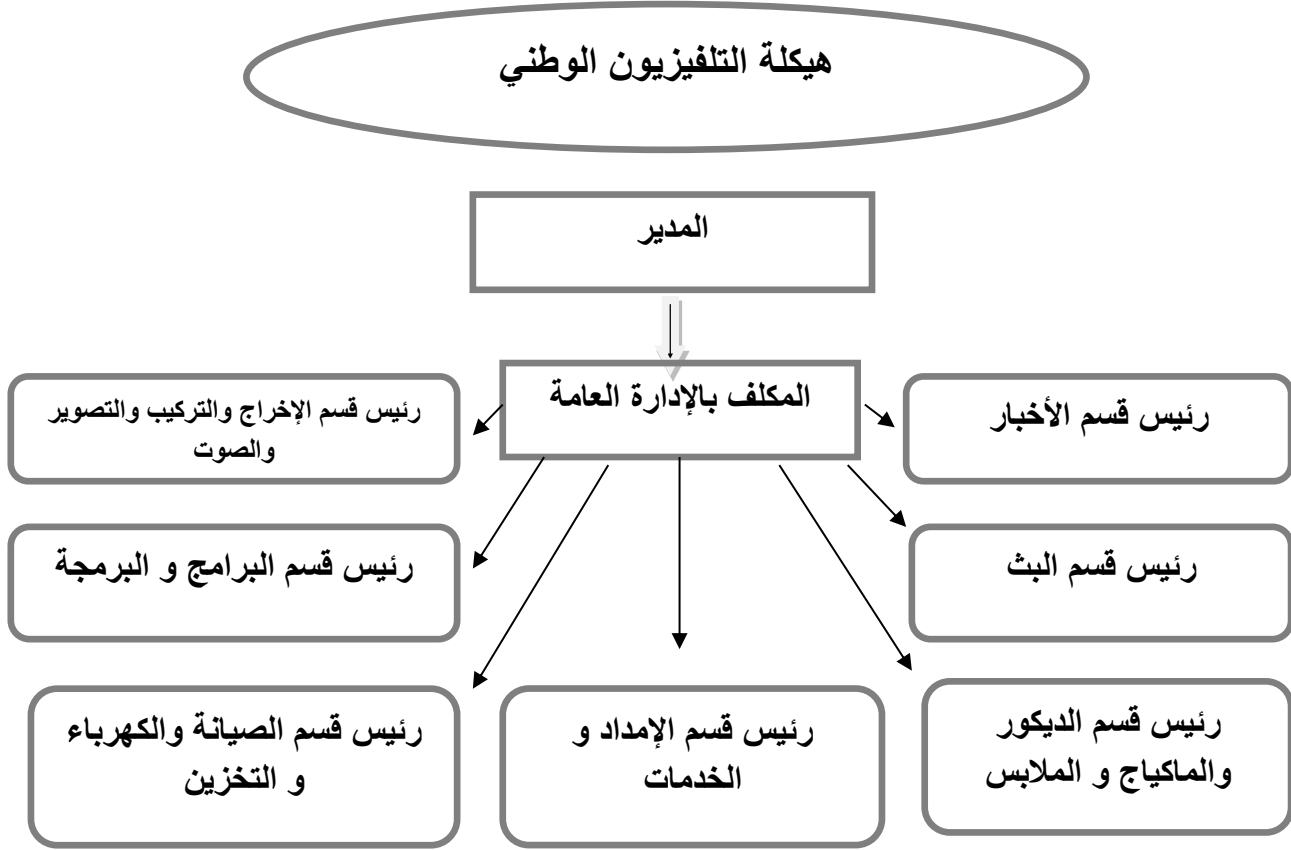 هيكلة التلفيزيون الوطني
المدير
المكلف بالإدارة العامة
رئيس قسم الأخبار
رئيس قسم الإخراج والتركيب والتصوير
والصوت
رئيس قسم البث
رئيس قسم البرامج و البرمجة
رئيس قسم الديكور
والماكياج و الملابس
رئيس قسم الإمداد و
الخدمات
رئيس قسم الصيانة والكهرباء
و التخزين